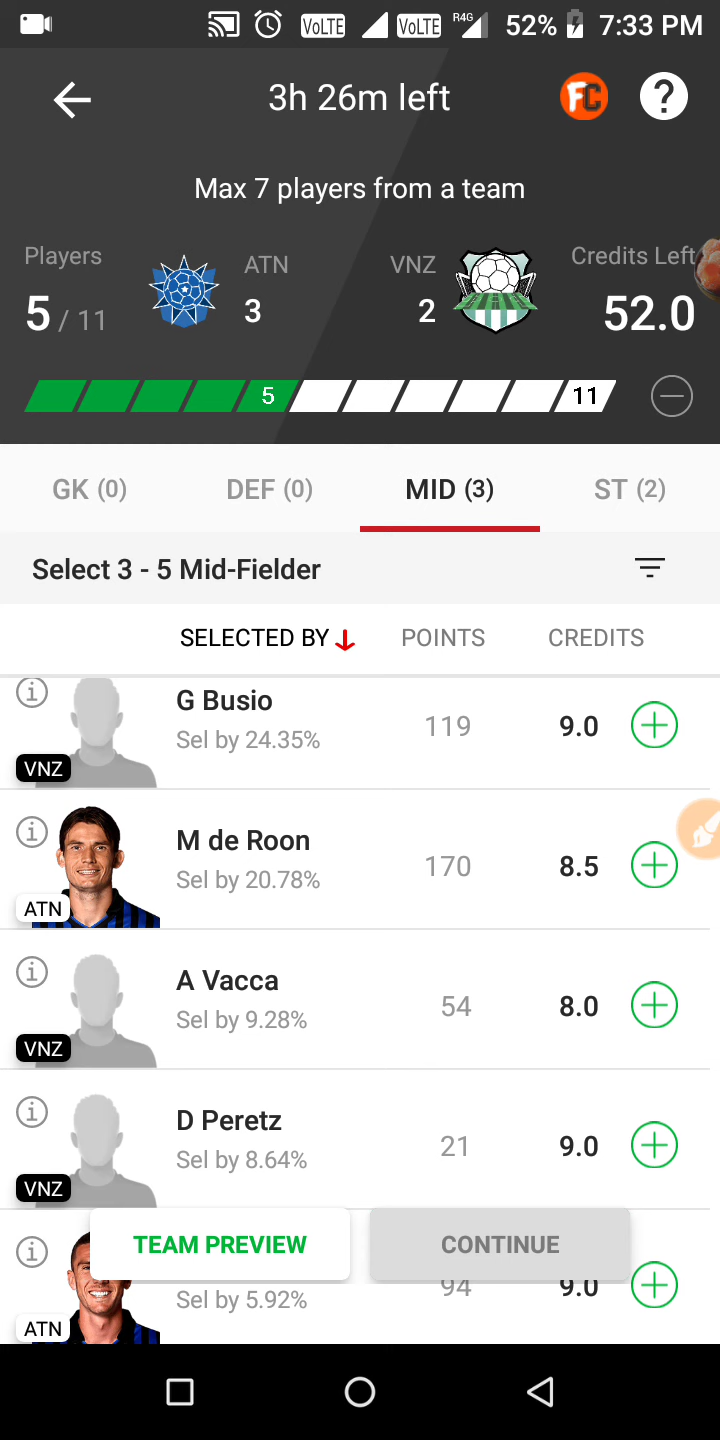 VoLTE VoLTE R4G 52% 7:33 PM
3h 26m left FC ?
Max 7 players from a team
Players ATN VNZ Credits Left
5 / 11 3 2 52.0
5 11
GK (0) DEF (0) MID (3) ST (2)
Select 3 - 5 Mid-Fielder
SELECTED BY POINTS CREDITS
G Busio
Sel by 24.35% 119 9.0
VNZ
M de Roon
Sel by 20.78% 170 8.5
ATN
A Vacca
Sel by 9.28% 54 8.0
VNZ
D Peretz
Sel by 8.64% 21 9.0
VNZ
TEAM PREVIEW CONTINUE
Sel by 5.92% 94 9.0
ATN